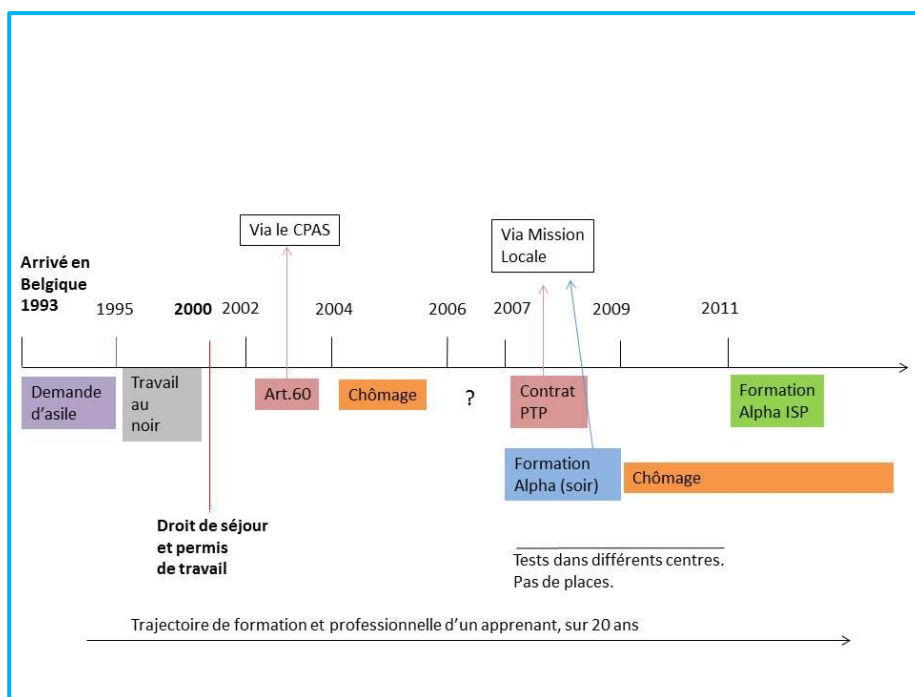 Via le CPAS
Via Mission
Locale
Arrivé en
Belgique
1993
1995
2000
2002
2004
2006
2007
2009
2011
Demande
d’asile
Travail
au
noir
Art.60
Chômage
?
Contrat
PTP
Formation
Alpha ISP
Formation
Alpha (soir)
Chômage
Droit de séjour
et permis
de travail
Tests dans différents centres.
Pas de places.
Trajectoire de formation et professionnelle d’un apprenant, sur 20 ans